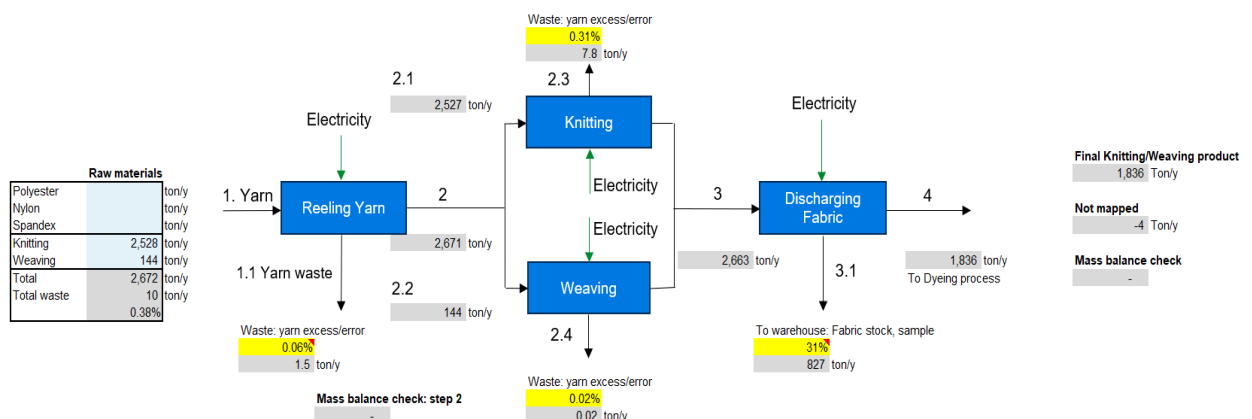 Waste: yarn excess/error
0.31%
7.8 ton/y
2.1
2.3
2,527 ton/y
Electricity
Knitting
Electricity
Electricity
Raw materials
Polyester ton/y
Nylon ton/y
Spandex ton/y
Knitting 2,528 ton/y
Weaving 144 ton/y
Total 2,672 ton/y
Total waste 10 ton/y
0.38%
1. Yarn
Reeling Yarn
2
2,671 ton/y
1.1 Yarn waste
Electricity
Weaving
2.2
144 ton/y
2.4
3
2,663 ton/y
Discharging
Fabric
4
3.1
1,836 ton/y
To Dyeing process
Final Knitting/Weaving product
1,836 Ton/y
Not mapped
-4 Ton/y
Mass balance check
-
Waste: yarn excess/error
0.06%
1.5 ton/y
To warehouse: Fabric stock, sample
31%
827 ton/y
Waste: yarn excess/error
0.02%
0.02 ton/y
Mass balance check: step 2
-